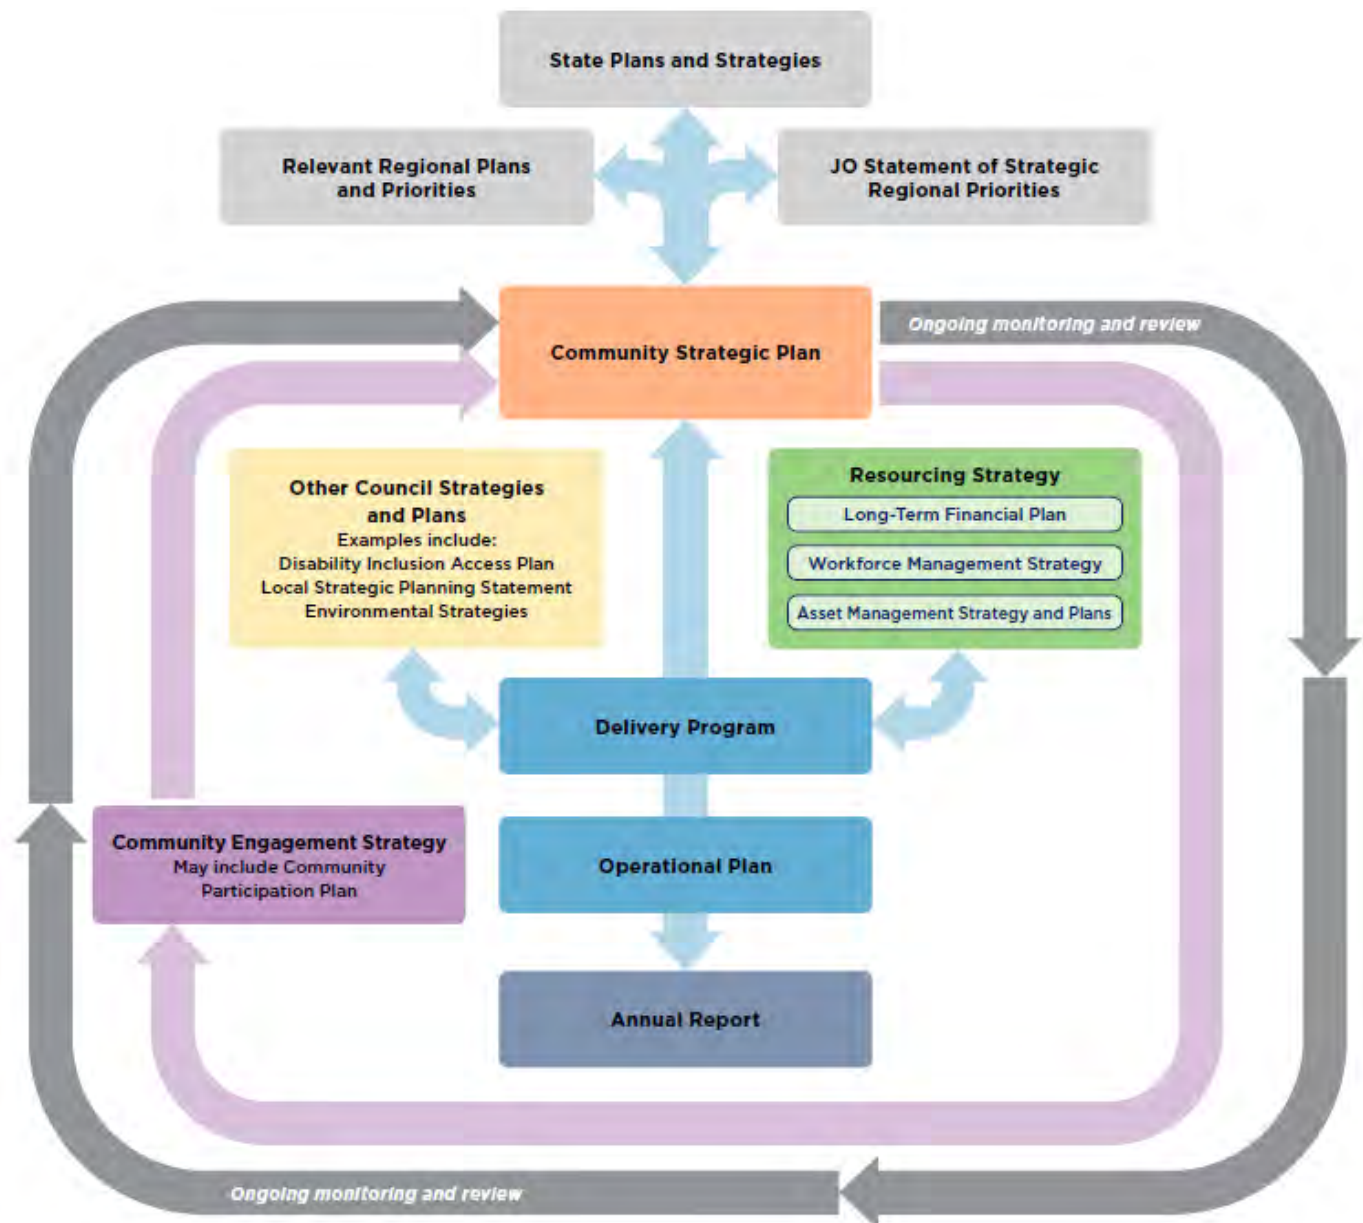 State Plans and Strategies
Relevant Regional Plans
and Priorities
JO Statement of Strategic
Regional Priorities
Community Strategic Plan
Ongoing monitoring and review
Other Council Strategies
and Plans
Examples include:
Disability Inclusion Access Plan
Local Strategic Planning Statement
Environmental Strategies
Resourcing Strategy
Long-Term Financial Plan
Workforce Management Strategy
Asset Management Strategy and Plans
Delivery Program
Community Engagement Strategy
May include Community
Participation Plan
Operational Plan
Annual Report
Ongoing monitoring and review